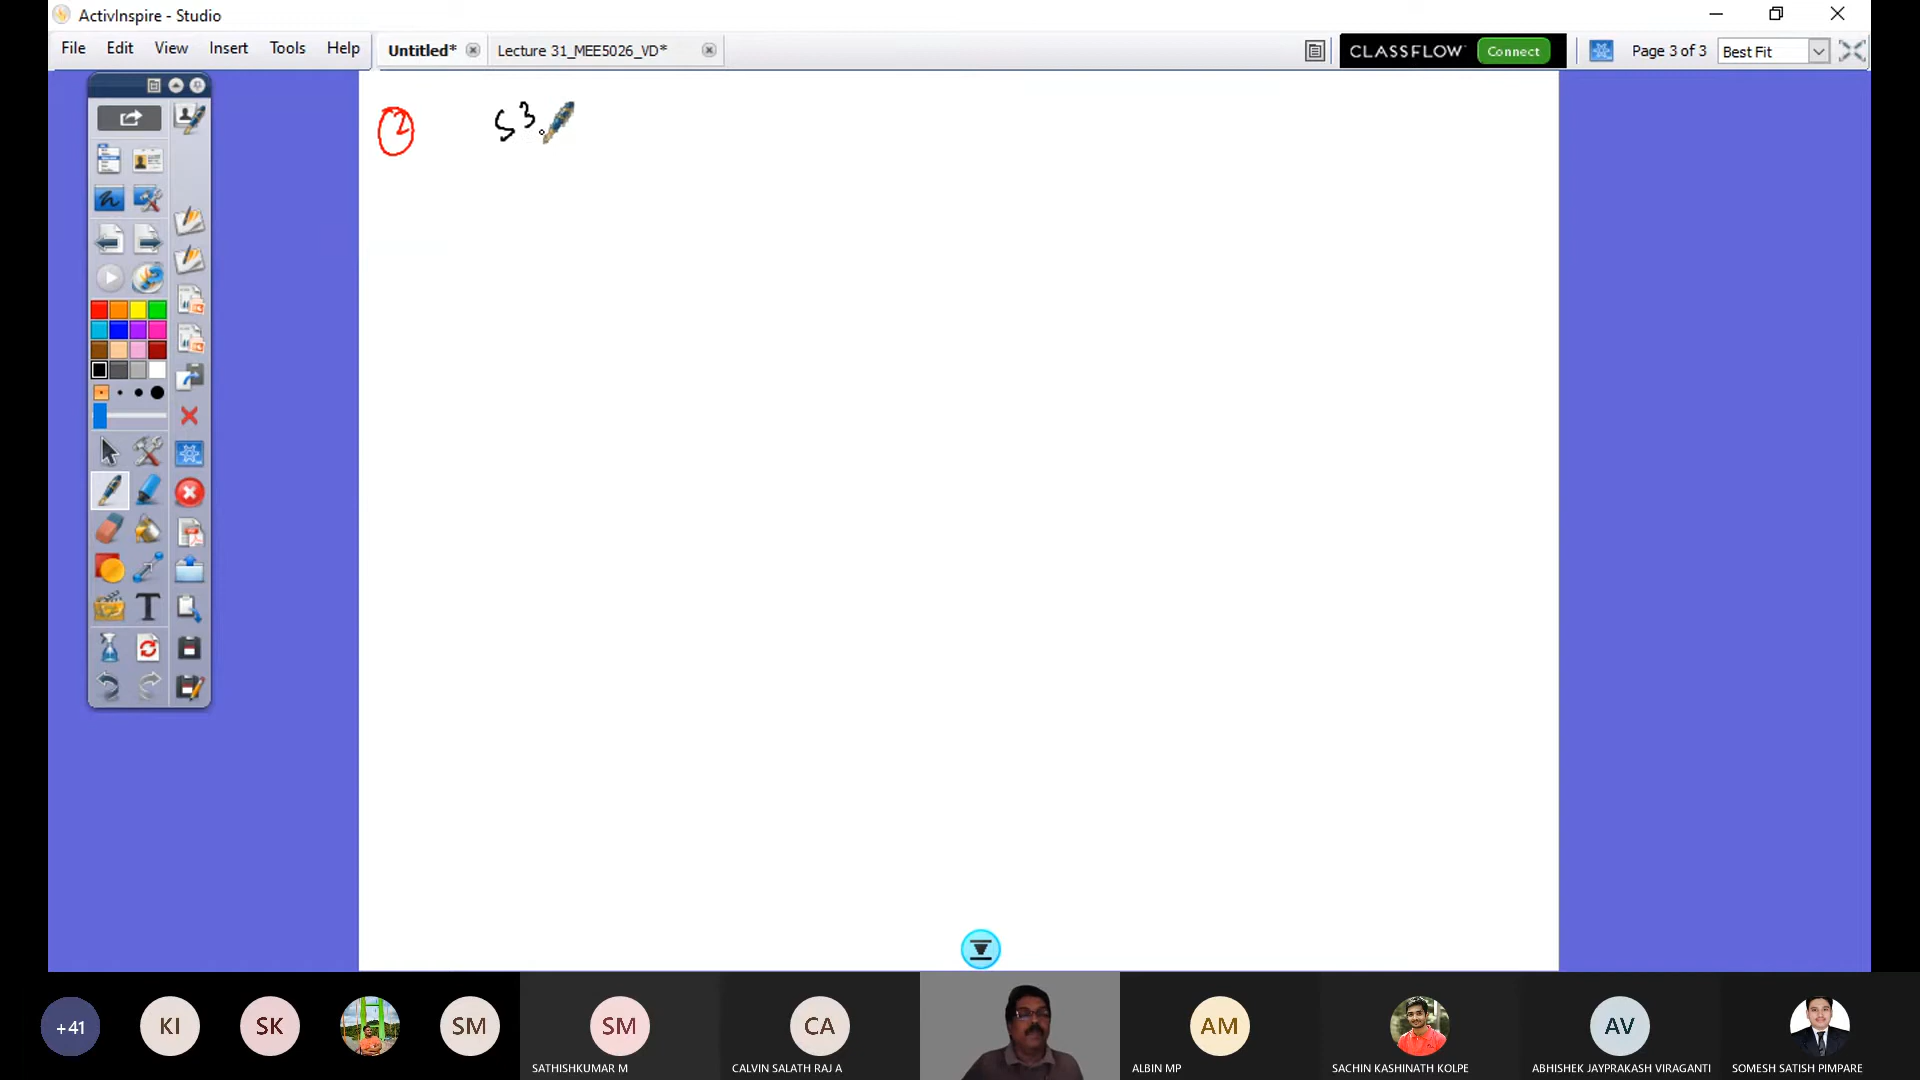 ActivInspire - Studio
File Edit View Insert Tools Help
Untitled* Lecture 31_MEE5026_VD*
CLASSFLOW Connect
Page 3 of 3 Best Fit
2 s³.
+41 KI SK SM SM CA AM AV
SATHISHKUMAR M CALVIN SALATH RAJ A ALBIN MP SACHIN KASHINATH KOLPE ABHISHEK JAYPRAKASH VIRAGANTI SOMESH SATISH PIMPARE